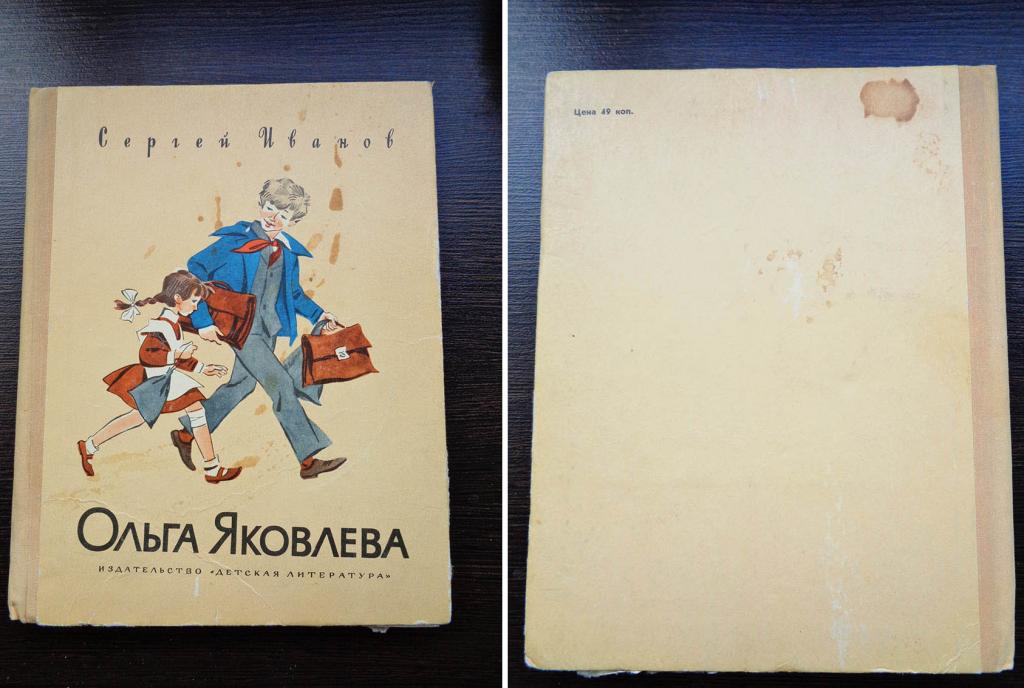 Сергей Иванов
Ольга Яковлева
ИЗДАТЕЛЬСТВО «ДЕТСКАЯ ЛИТЕРАТУРА»
Цена 49 коп.